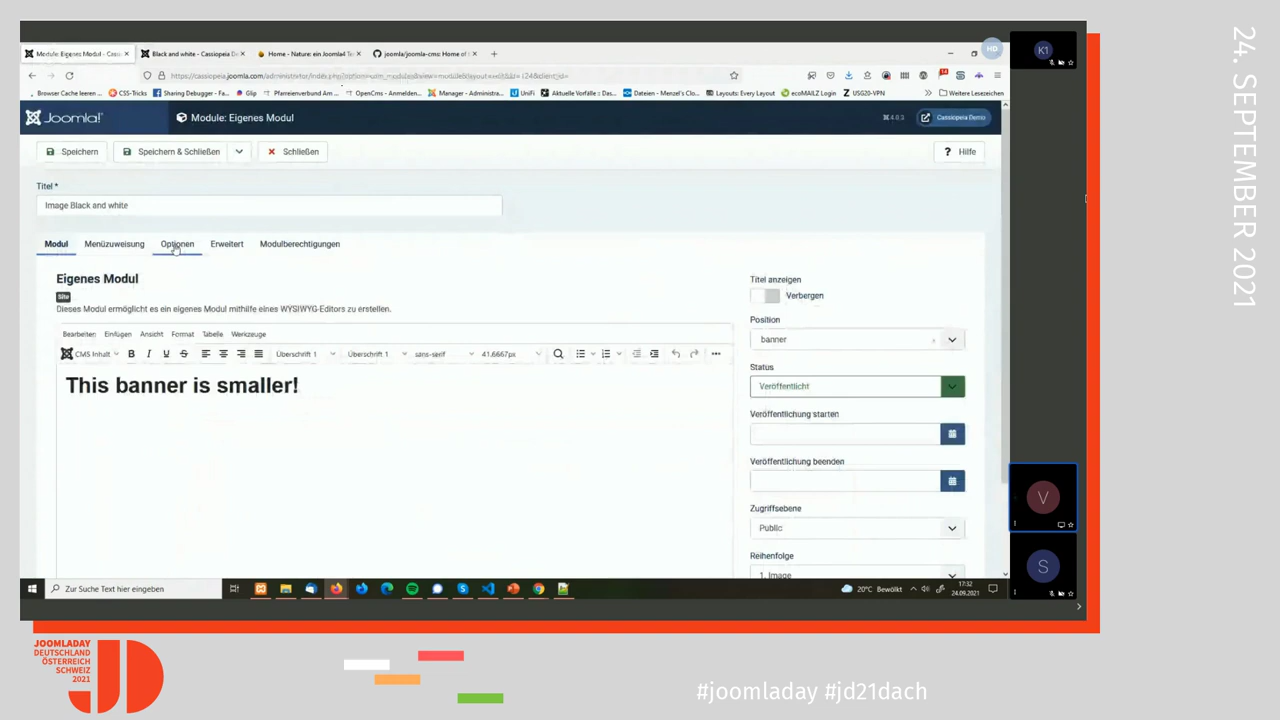 24. SEPTEMBER 2021
Module: Eigenes Modul - Cassi
Black and white - Cassiopeia De
Home - Nature: ein Joomla4 Te
joomla/joomla-cms: Home of
HD
K1
Browser Cache leeren ...
CSS-Tricks
Sharing Debugger - Fa...
Glip
Pfarreienverbund Am ...
OpenCms - Anmelden...
Manager - Administra...
UniFi
Aktuelle Vorfälle :: Das...
Dateien - Menzel's Clo...
Layouts: Every Layout
ecoMAILZ Login
USG20-VPN
Weitere Lesezeichen
Joomla!
Module: Eigenes Modul
4.0.3
Cassiopeia Demo
Speichern
Speichern & Schließen
Schließen
Hilfe
Titel *
Image Black and white
Modul
Menüzuweisung
Optionen
Erweitert
Modulberechtigungen
Eigenes Modul
Site
Dieses Modul ermöglicht es ein eigenes Modul mithilfe eines WYSIWYG-Editors zu erstellen.
Bearbeiten Einfügen Ansicht Format Tabelle Werkzeuge
CMS Inhalt B I U S Überschrift 1 Überschrift 1 sans-serif 41.6667px
This banner is smaller!
Titel anzeigen
Verbergen
Position
banner
Status
Veröffentlicht
Veröffentlichung starten
Veröffentlichung beenden
Zugriffsebene
Public
Reihenfolge
1. Image
V
S
Zur Suche Text hier eingeben
20°C Bewölkt
17:32
24.09.2021
JOOMLADAY
DEUTSCHLAND
ÖSTERREICH
SCHWEIZ
2021
JD
#joomladay #jd21dach